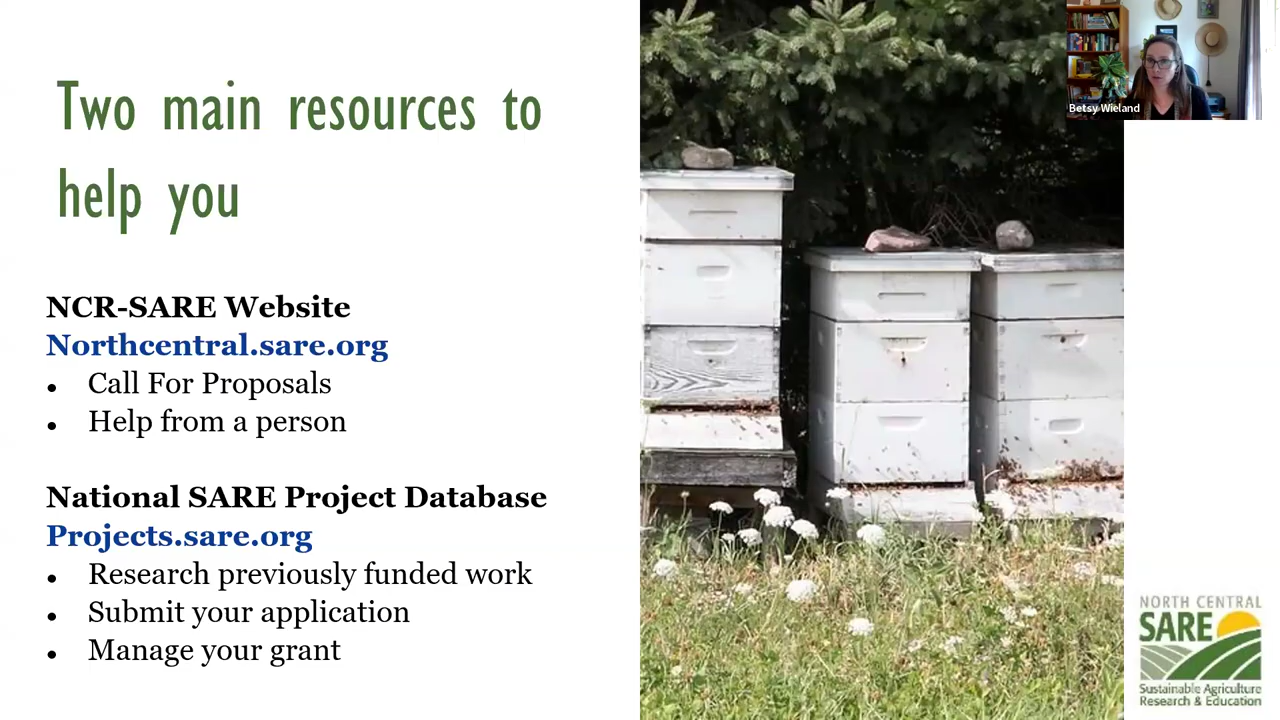 Two main resources to
help you
NCR-SARE Website
Northcentral.sare.org
● Call For Proposals
● Help from a person
National SARE Project Database
Projects.sare.org
● Research previously funded work
● Submit your application
● Manage your grant
Betsy Wieland
NORTH CENTRAL
SARE
Sustainable Agriculture
Research & Education